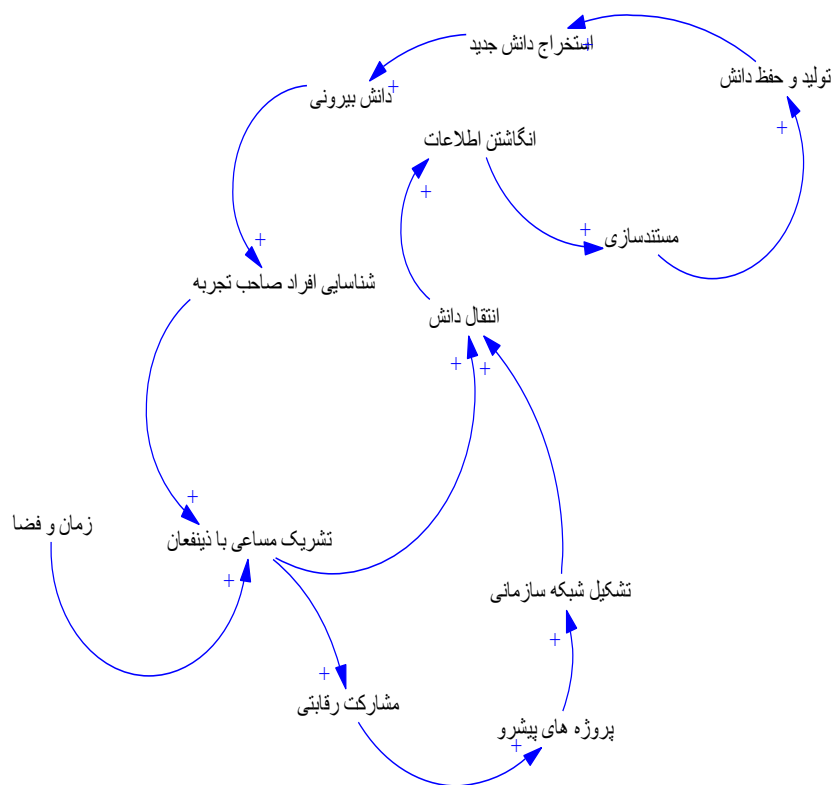 استخراج دانش جدید
تولید و حفظ دانش
دانش بیرونی
انگاشتن اطلاعات
مستندسازی
شناسایی افراد صاحب تجربه
انتقال دانش
زمان و فضا
تشریک مساعی با ذینفعان
تشکیل شبکه سازمانی
مشارکت رقابتی
پروژه های پیشرو
+
+
+
+
+
+
+
+
+
+
+
+
+